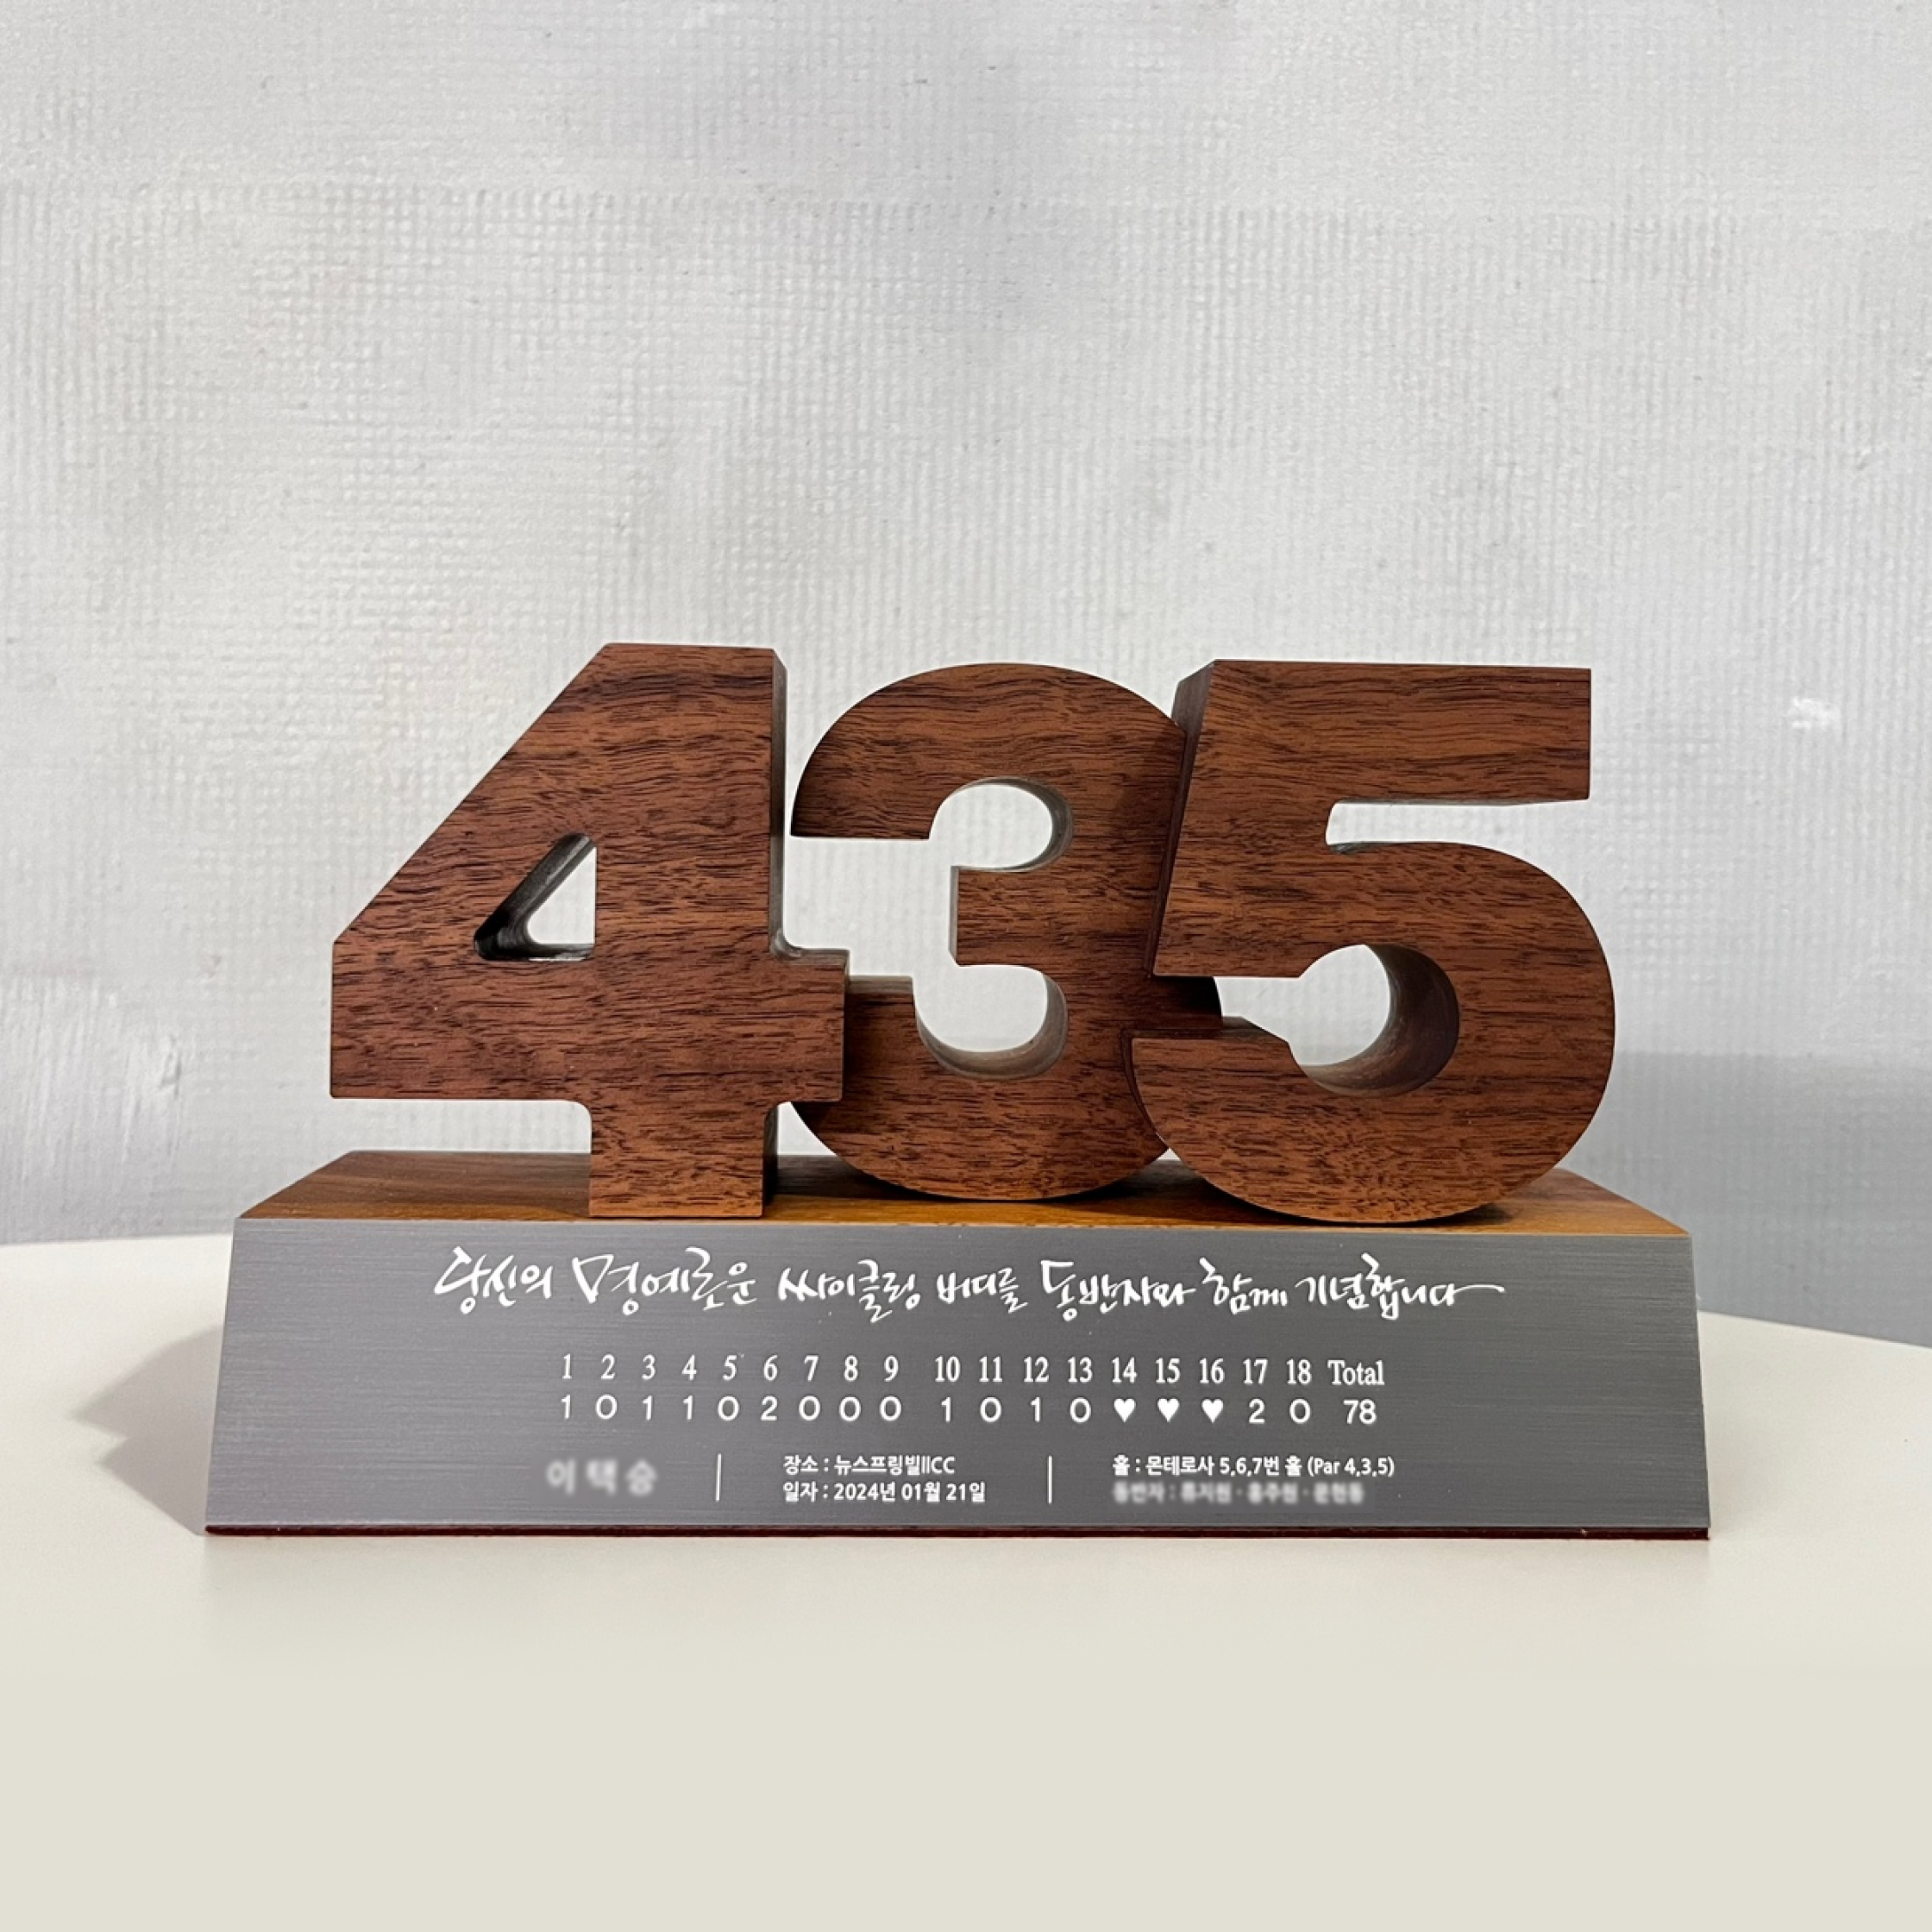 435
당신의 명예로운 싸이클링 버디를 동반자와 함께 기념합니다
1 2 3 4 5 6 7 8 9 10 11 12 13 14 15 16 17 18 Total
1 0 1 1 0 2 0 0 0 1 0 1 0 ♥ ♥ ♥ 2 0 78
장소 : 뉴스프링빌IICC
일자 : 2024년 01월 21일
홀 : 몬테로사 5,6,7번 홀 (Par 4,3,5)